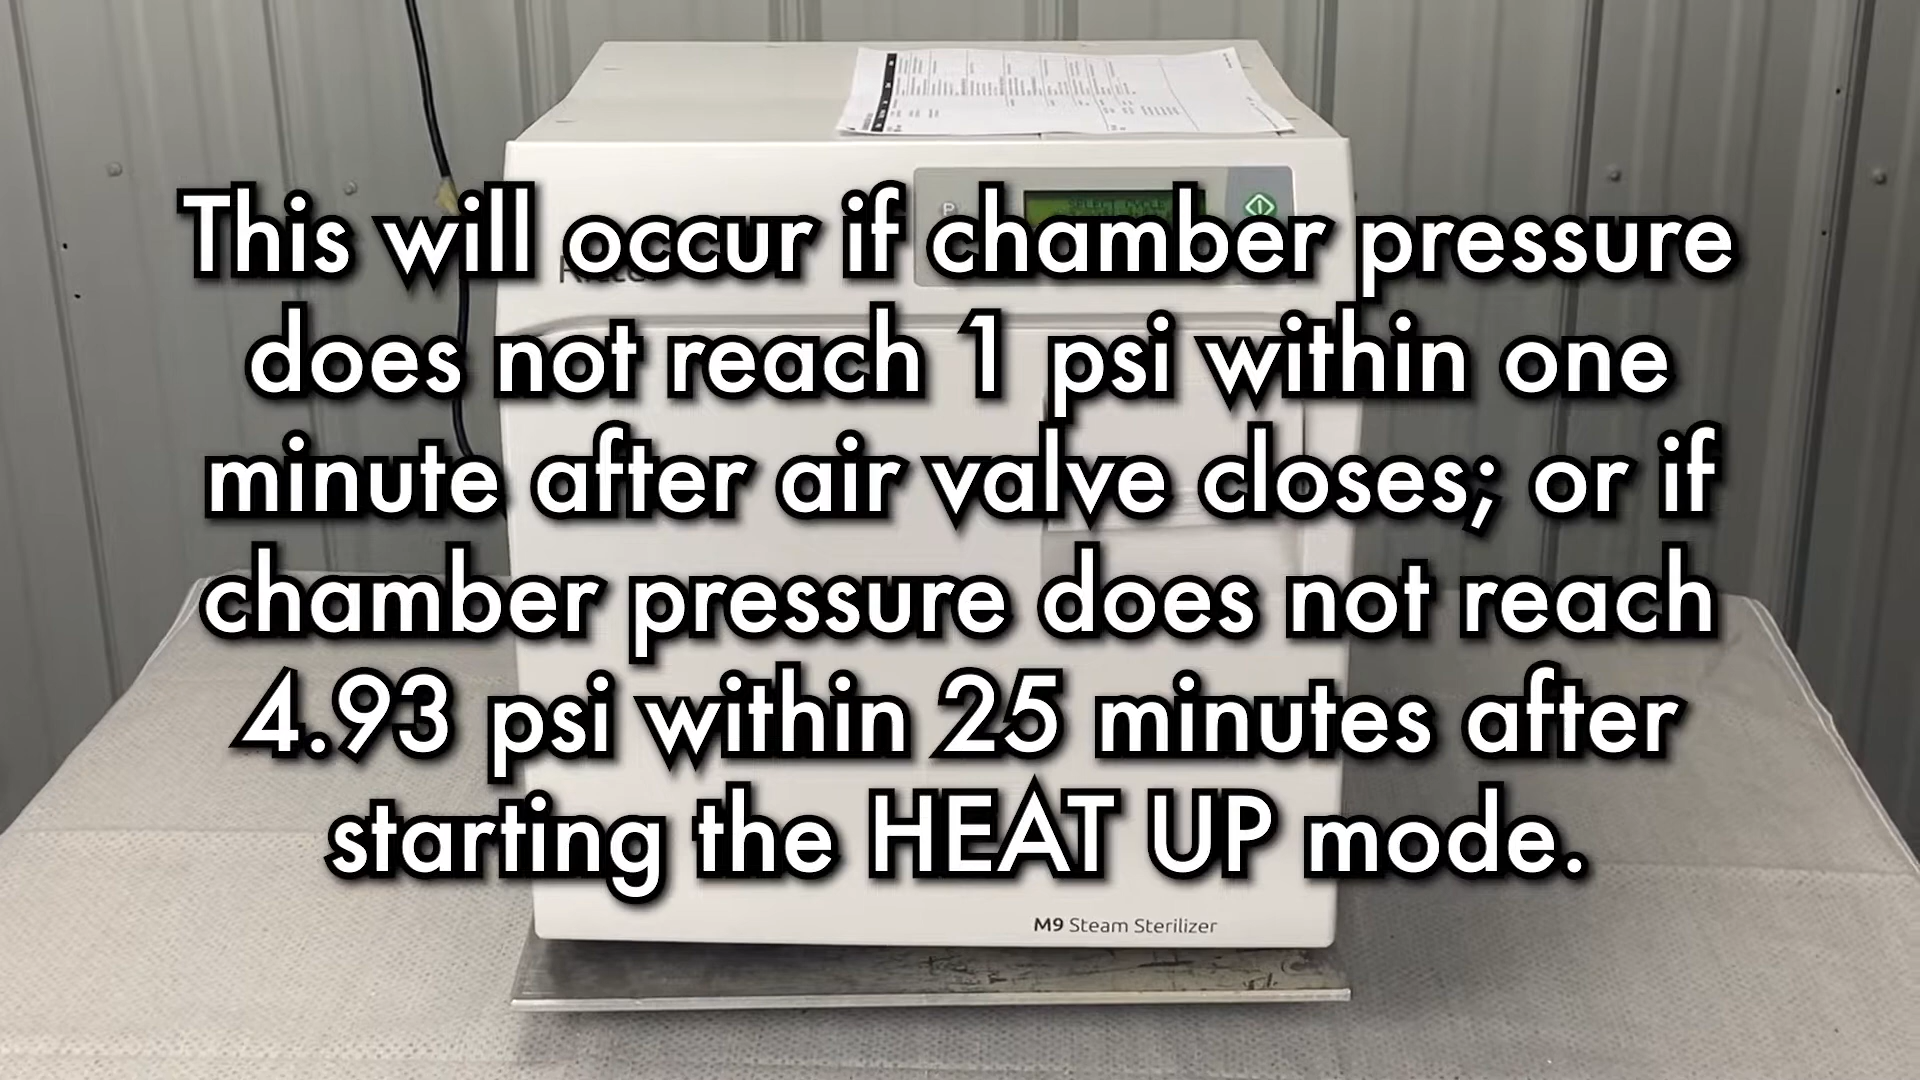 SELECT CYCLE
This will occur if chamber pressure
does not reach 1 psi within one
minute after air valve closes; or if
chamber pressure does not reach
4.93 psi within 25 minutes after
starting the HEAT UP mode.
M9 Steam Sterilizer